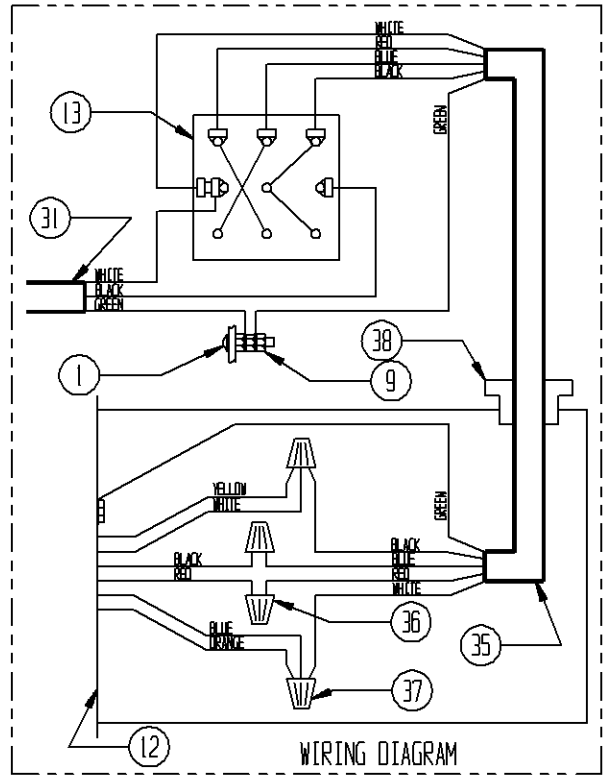 WHITE
RED
BLUE
BLACK
GREEN
13
31
WHITE
BLACK
GREEN
1
9
38
YELLOW
WHITE
GREEN
BLACK
RED
BLACK
BLUE
RED
WHITE
36
35
BLUE
ORANGE
37
12
WIRING DIAGRAM